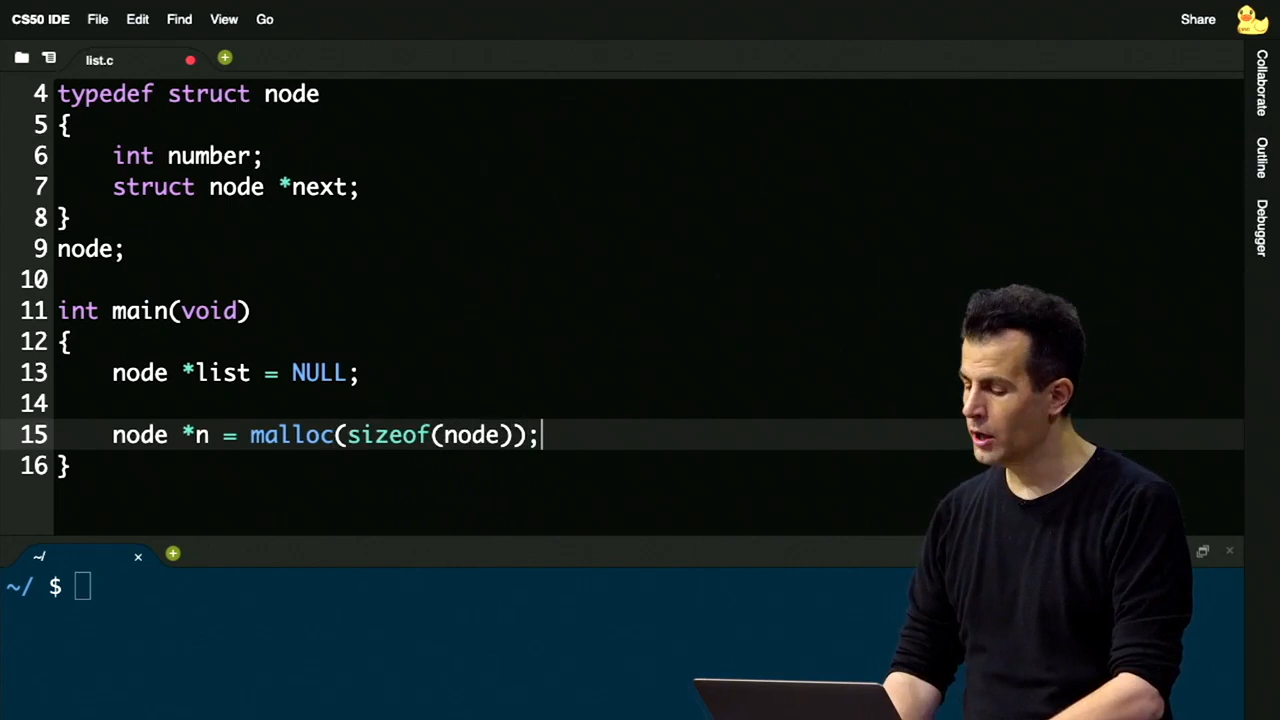 CS50 IDE File Edit Find View Go Share
list.c
Collaborate
Outline
Debugger
4 typedef struct node
5 {
6 int number;
7 struct node *next;
8 }
9 node;
10
11 int main(void)
12 {
13 node *list = NULL;
14
15 node *n = malloc(sizeof(node));
16 }
~/
~/ $